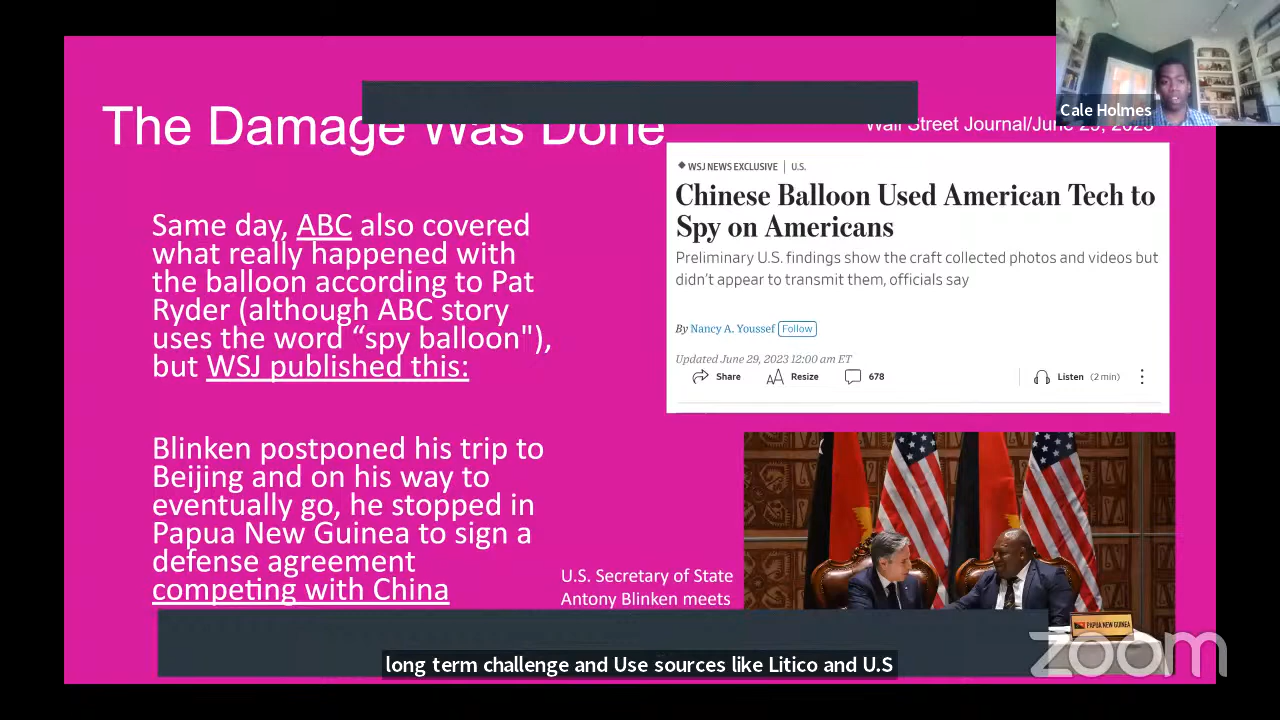 Cale Holmes
The Damage Was Done
Wall Street Journal/June 29, 2023
Same day, ABC also covered
what really happened with
the balloon according to Pat
Ryder (although ABC story
uses the word “spy balloon"),
but WSJ published this:
WSJ NEWS EXCLUSIVE | U.S.
Chinese Balloon Used American Tech to
Spy on Americans
Preliminary U.S. findings show the craft collected photos and videos but
didn’t appear to transmit them, officials say
By Nancy A. Youssef Follow
Updated June 29, 2023 12:00 am ET
Share Resize 678 Listen (2 min)
Blinken postponed his trip to
Beijing and on his way to
eventually go, he stopped in
Papua New Guinea to sign a
defense agreement
competing with China
U.S. Secretary of State
Antony Blinken meets
PAPUA NEW GUINEA
zoom
long term challenge and Use sources like Litico and U.S